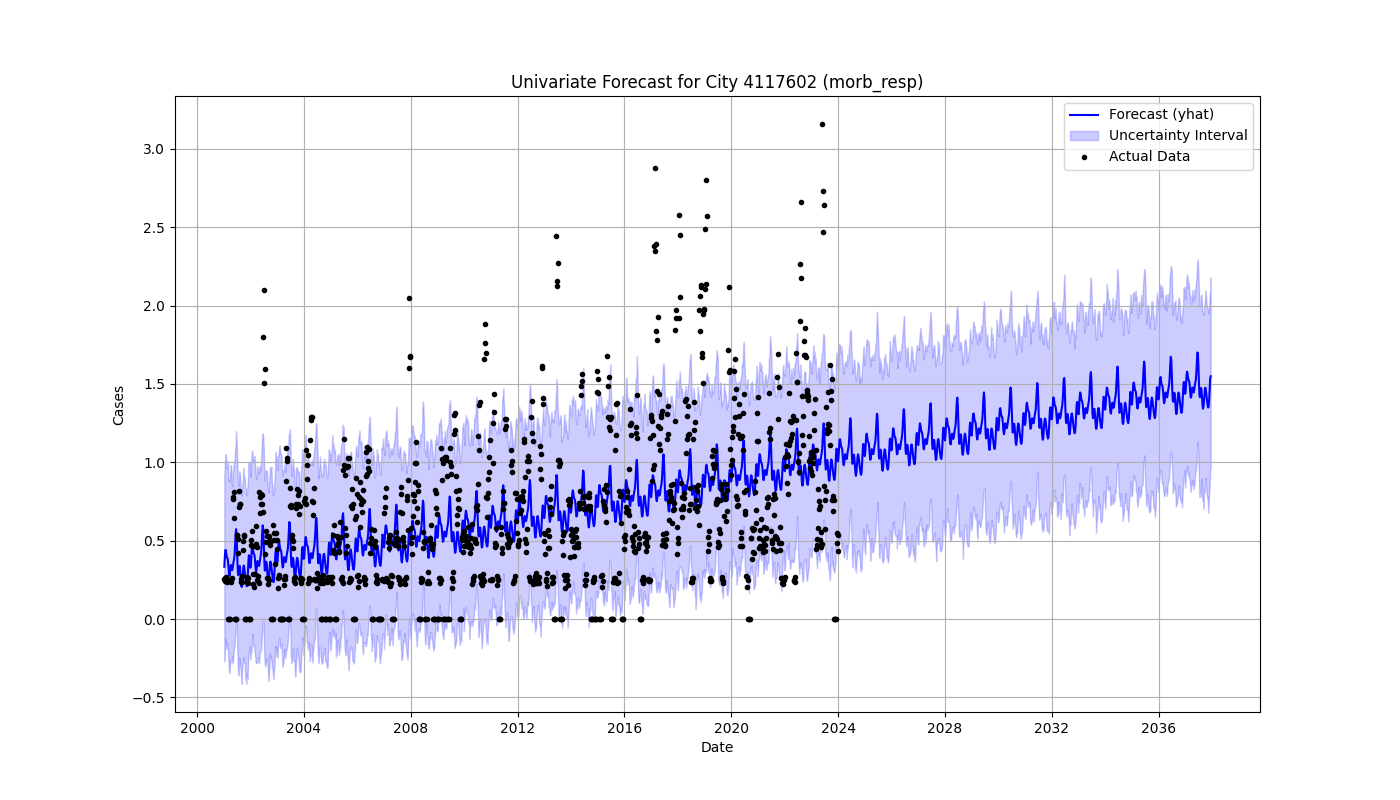 Univariate Forecast for City 4117602 (morb_resp)
Forecast (yhat)
Uncertainty Interval
Actual Data
Cases
3.0
2.5
2.0
1.5
1.0
0.5
0.0
−0.5
2000 2004 2008 2012 2016 2020 2024 2028 2032 2036
Date